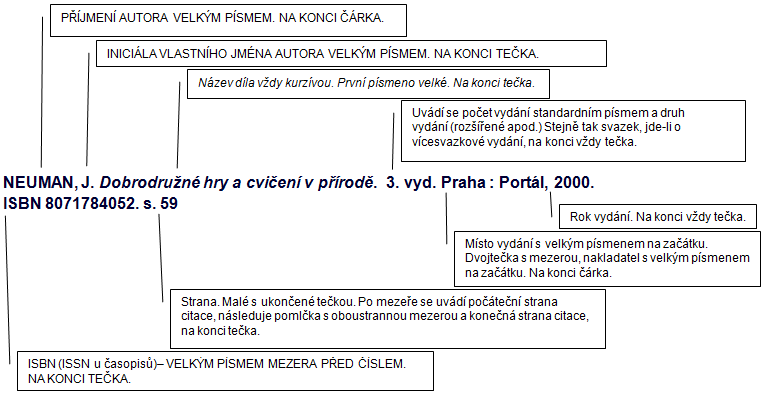 PŘÍJMENÍ AUTORA VELKÝM PÍSMEM. NA KONCI ČÁRKA.
INICIÁLA VLASTNÍHO JMÉNA AUTORA VELKÝM PÍSMEM. NA KONCI TEČKA.
Název díla vždy kurzívou. První písmeno velké. Na konci tečka.
Uvádí se počet vydání standardním písmem a druh
vydání (rozšířené apod.) Stejně tak svazek, jde-li o
vícesvazkové vydání, na konci vždy tečka.
NEUMAN, J. Dobrodružné hry a cvičení v přírodě. 3. vyd. Praha : Portál, 2000.
ISBN 8071784052. s. 59
Rok vydání. Na konci vždy tečka.
Místo vydání s velkým písmenem na začátku.
Dvojtečka s mezerou, nakladatel s velkým písmenem
na začátku. Na konci čárka.
Strana. Malé s ukončené tečkou. Po mezeře se uvádí počáteční strana
citace, následuje pomlčka s oboustrannou mezerou a konečná strana citace,
na konci tečka.
ISBN (ISSN u časopisů)– VELKÝM PÍSMEM MEZERA PŘED ČÍSLEM.
NA KONCI TEČKA.